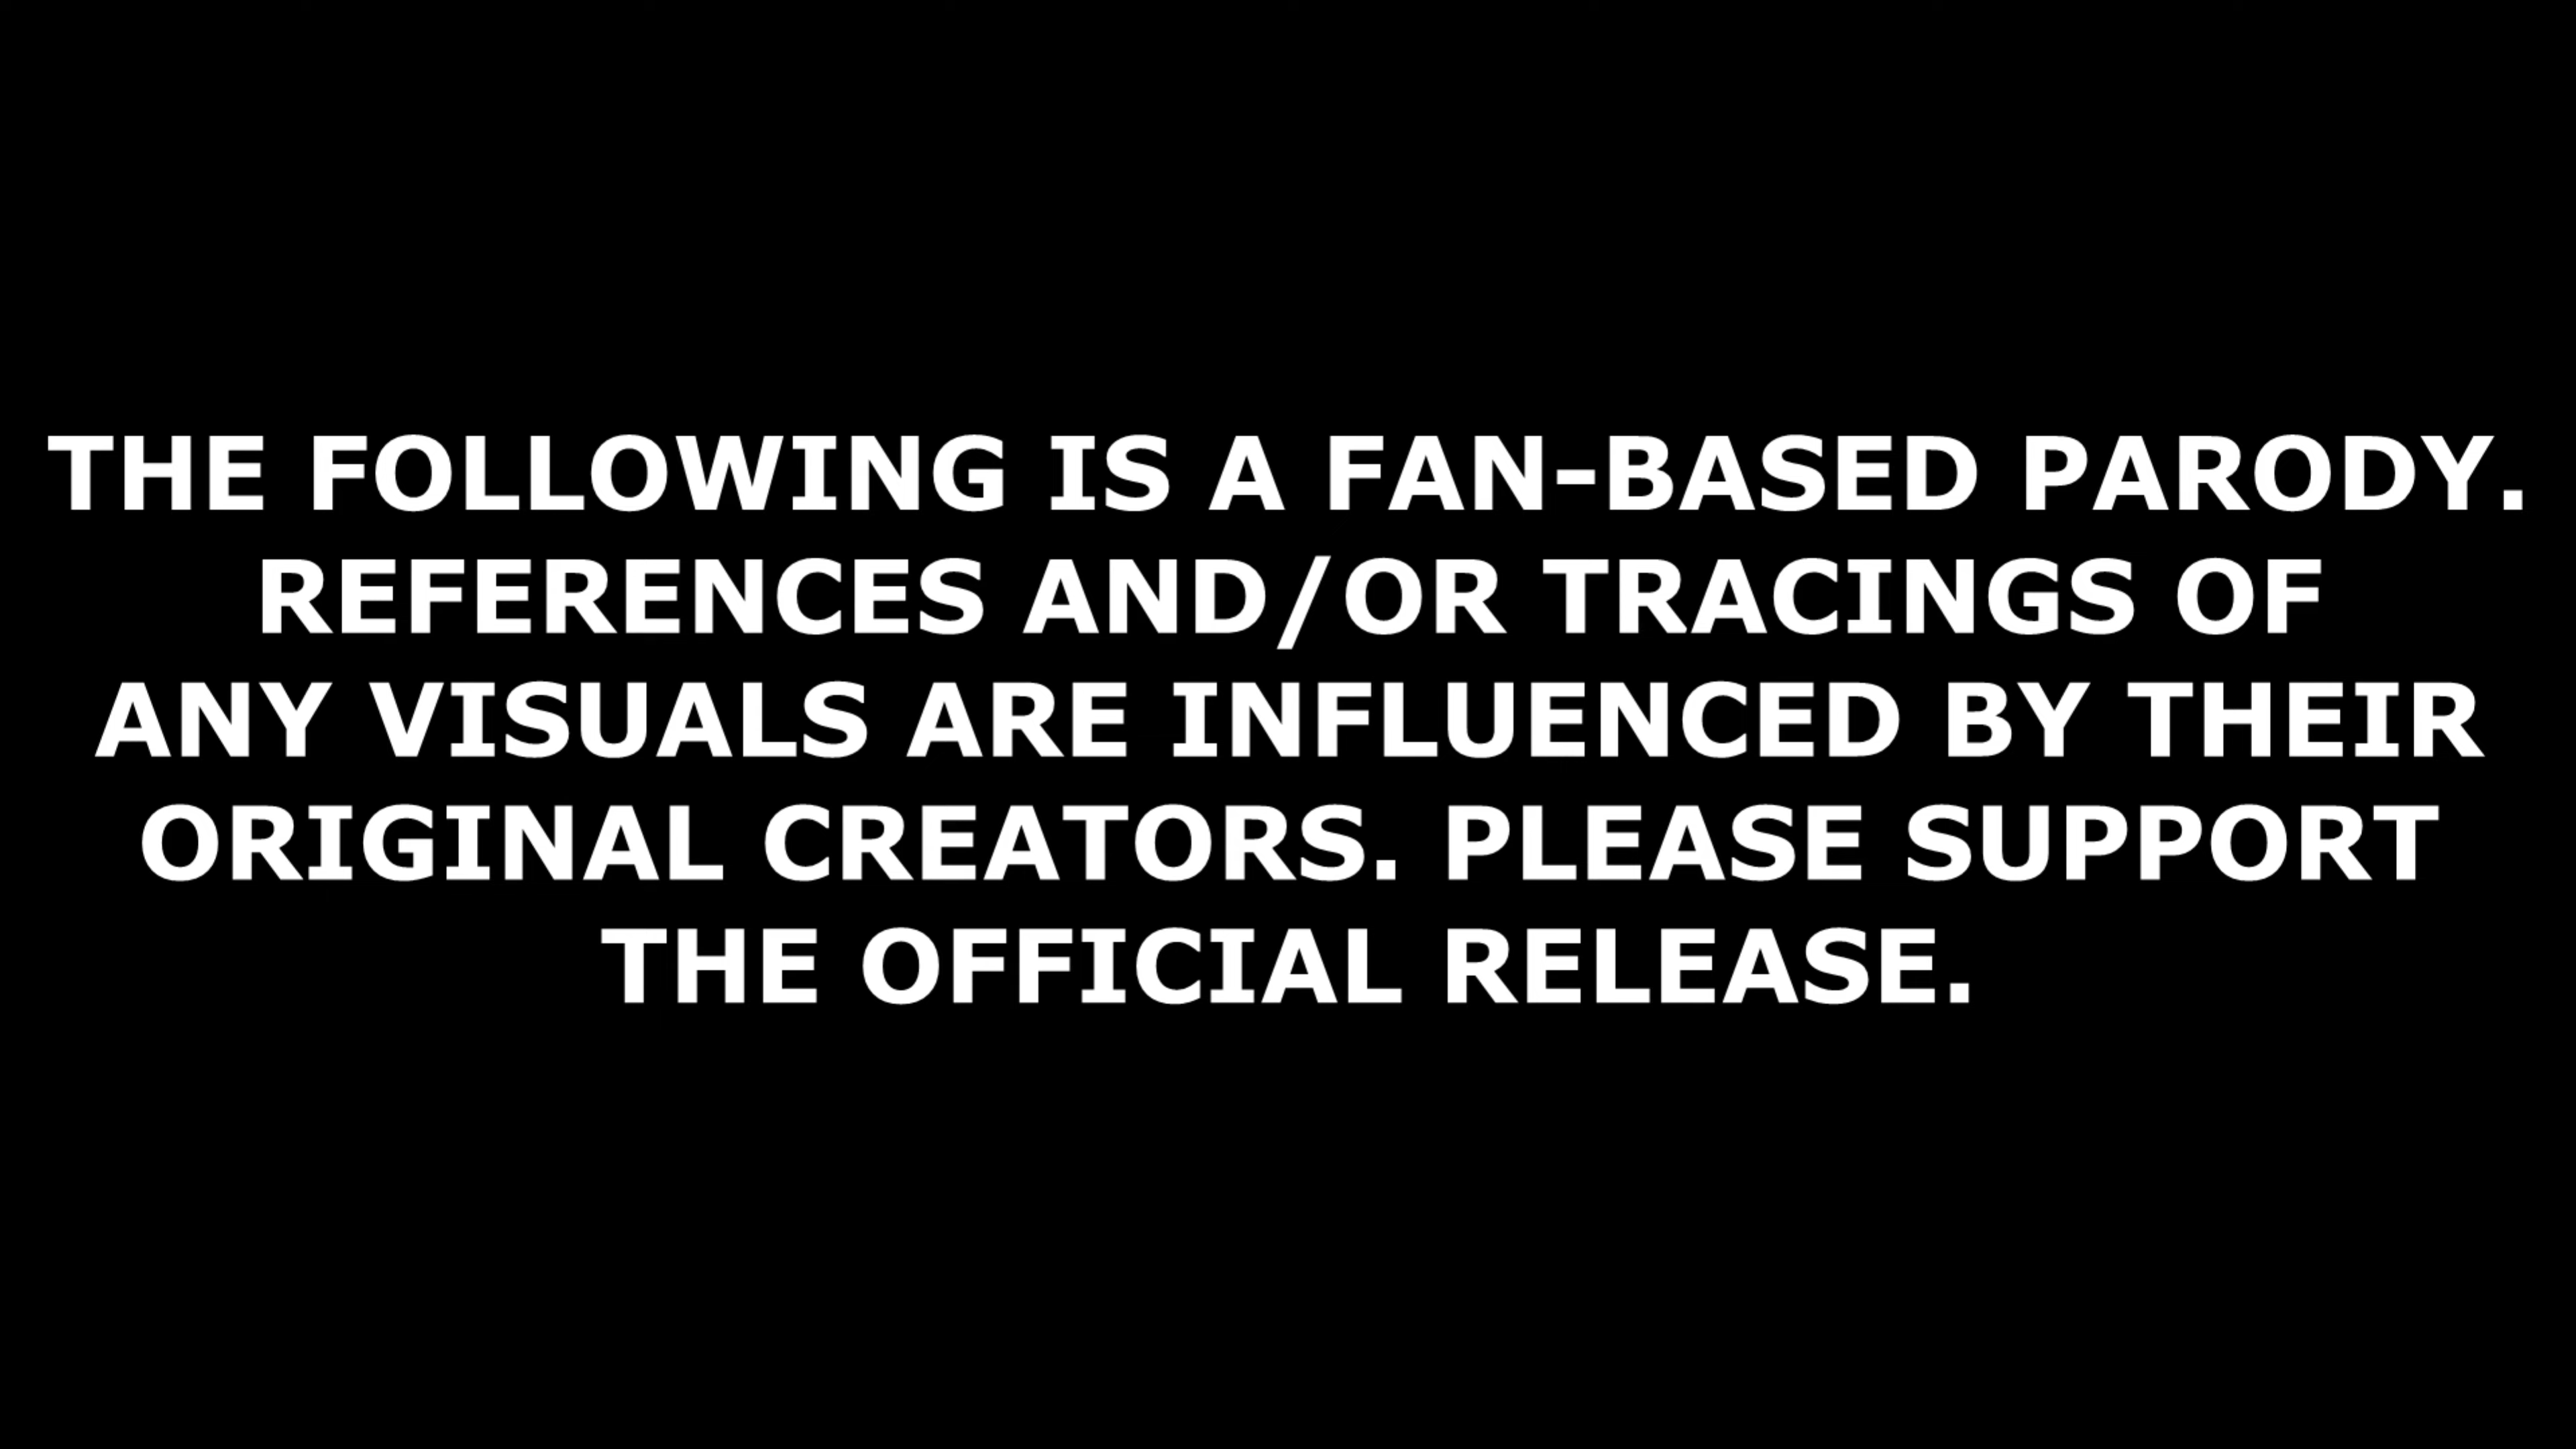 THE FOLLOWING IS A FAN-BASED PARODY.
REFERENCES AND/OR TRACINGS OF
ANY VISUALS ARE INFLUENCED BY THEIR
ORIGINAL CREATORS. PLEASE SUPPORT
THE OFFICIAL RELEASE.